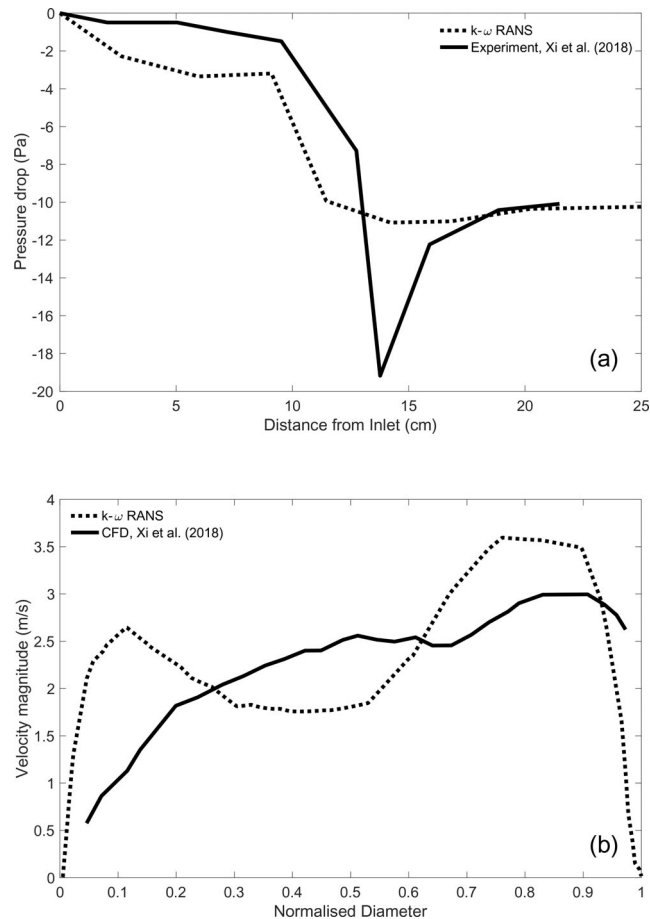 0
-2
-4
-6
-8
-10
-12
-14
-16
-18
-20
Pressure drop (Pa)
k-ω RANS
Experiment, Xi et al. (2018)
(a)
0 5 10 15 20 25
Distance from Inlet (cm)
4
3.5
3
2.5
2
1.5
1
0.5
0
Velocity magnitude (m/s)
k-ω RANS
CFD, Xi et al. (2018)
(b)
0 0.1 0.2 0.3 0.4 0.5 0.6 0.7 0.8 0.9 1
Normalised Diameter